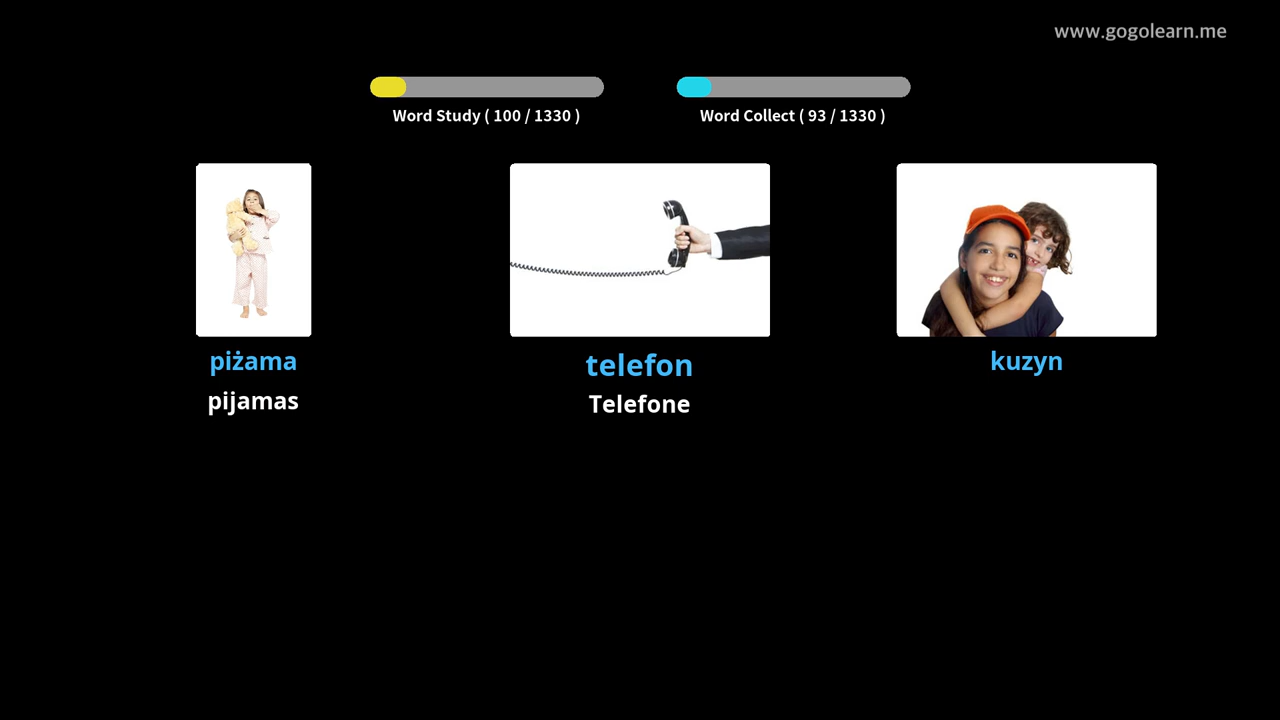 www.gogolearn.me
Word Study ( 100 / 1330 )
Word Collect ( 93 / 1330 )
piżama
pijamas
telefon
Telefone
kuzyn